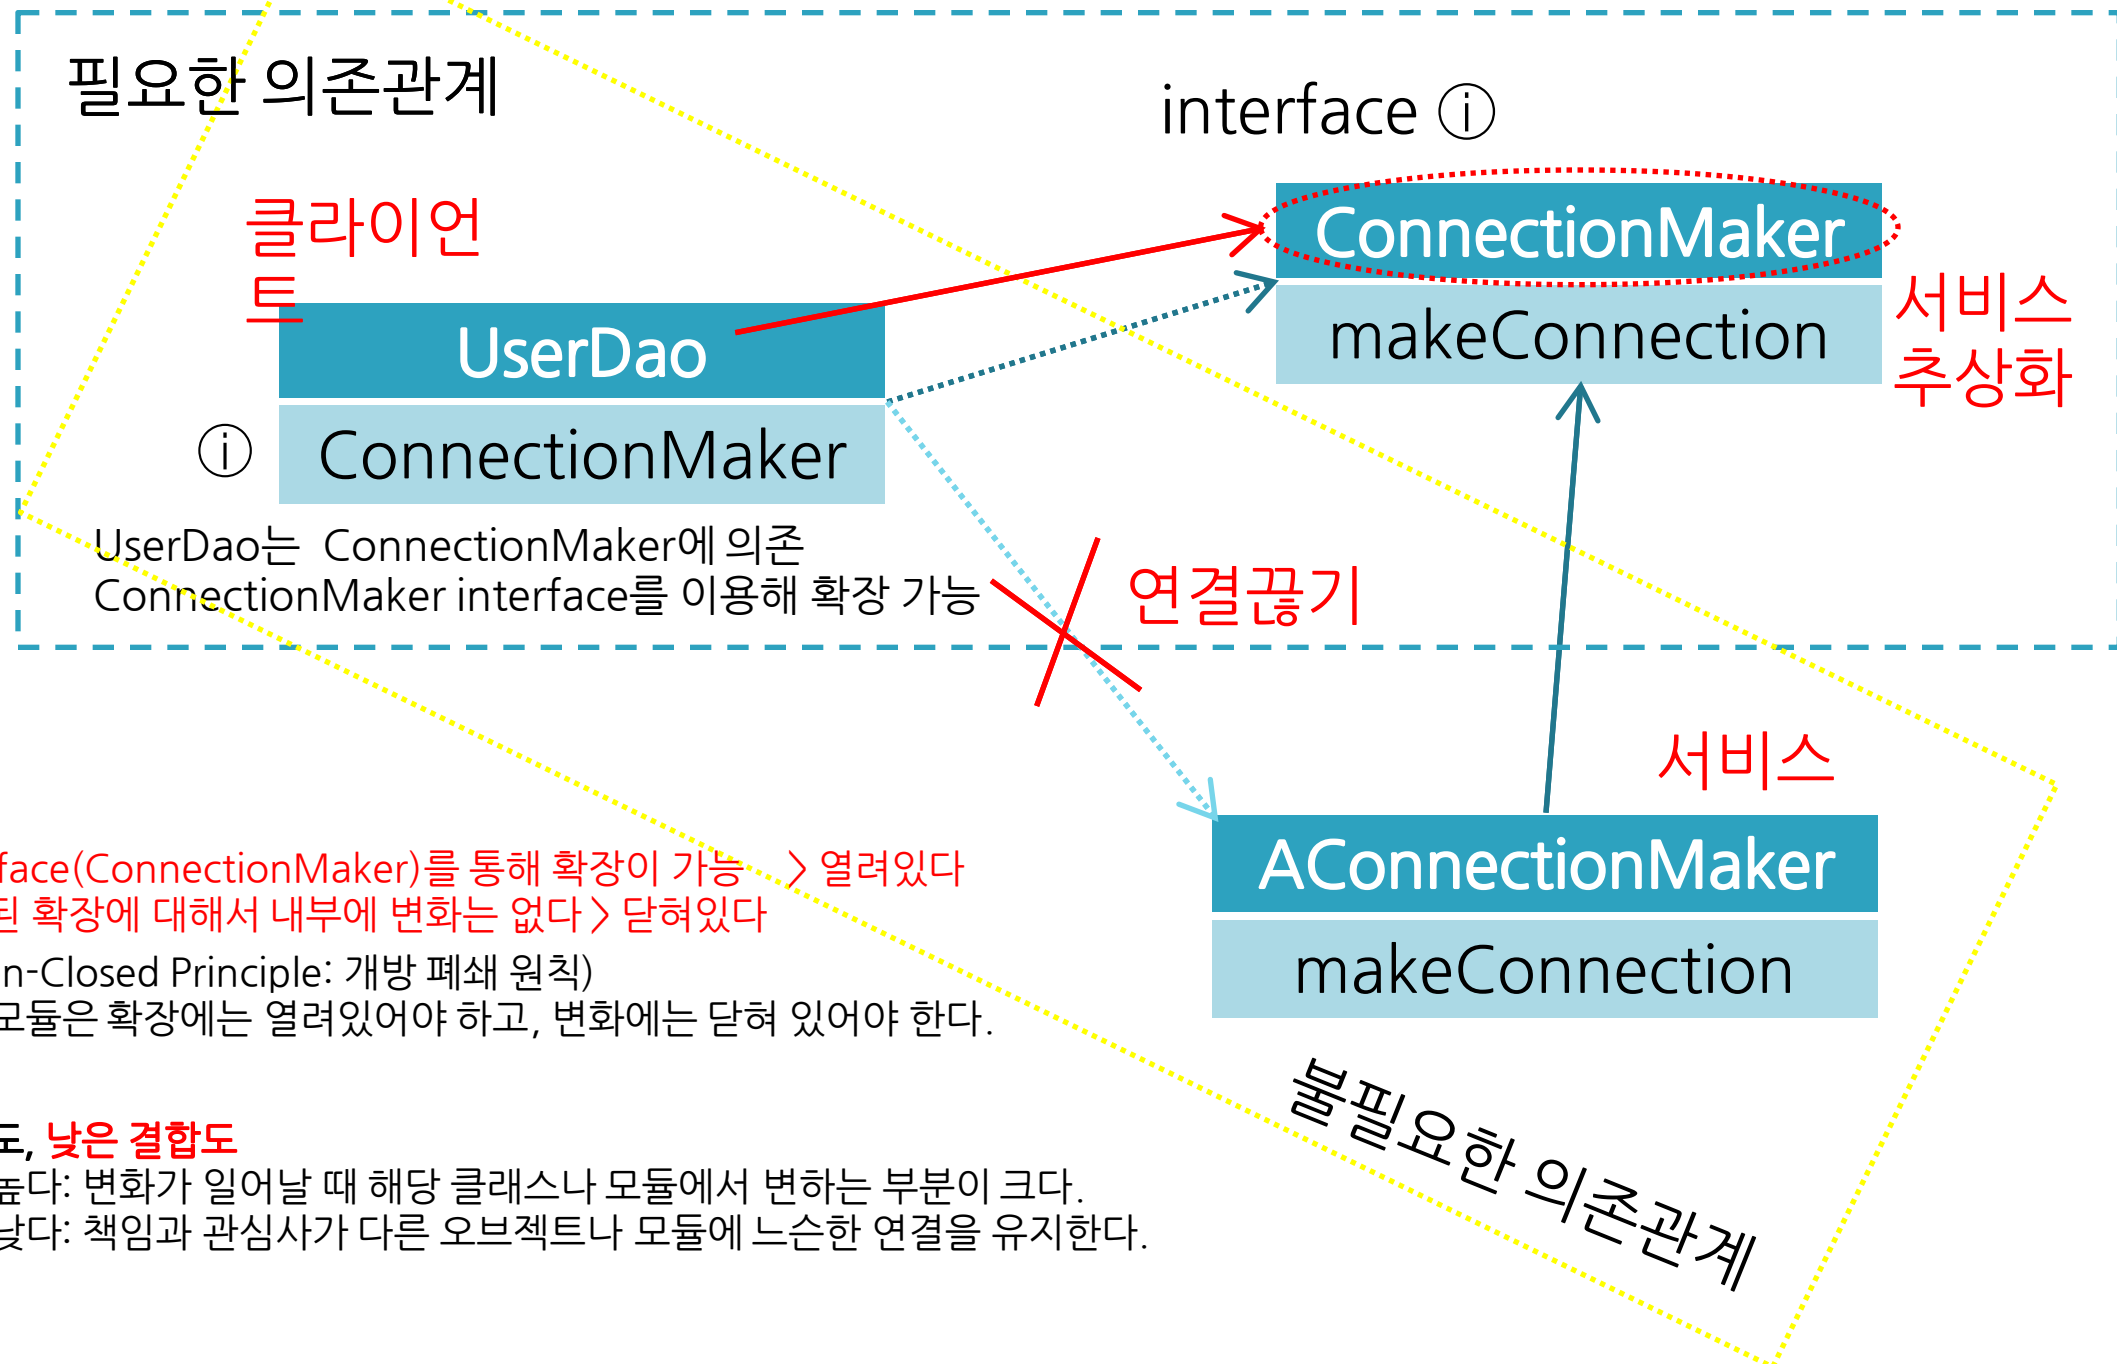 필요한 의존관계
interface ⓘ
클라이언
트
ConnectionMaker
makeConnection
서비스
추상화
UserDao
ⓘ ConnectionMaker
UserDao는 ConnectionMaker에 의존
ConnectionMaker interface를 이용해 확장 가능
연결끊기
서비스
AConnectionMaker
makeConnection
face(ConnectionMaker)를 통해 확장이 가능 > 열려있다
된 확장에 대해서 내부에 변화는 없다 > 닫혀있다
n-Closed Principle: 개방 폐쇄 원칙)
모듈은 확장에는 열려있어야 하고, 변화에는 닫혀 있어야 한다.
불필요한 의존관계
도, 낮은 결합도
높다: 변화가 일어날 때 해당 클래스나 모듈에서 변하는 부분이 크다.
낮다: 책임과 관심사가 다른 오브젝트나 모듈에 느슨한 연결을 유지한다.